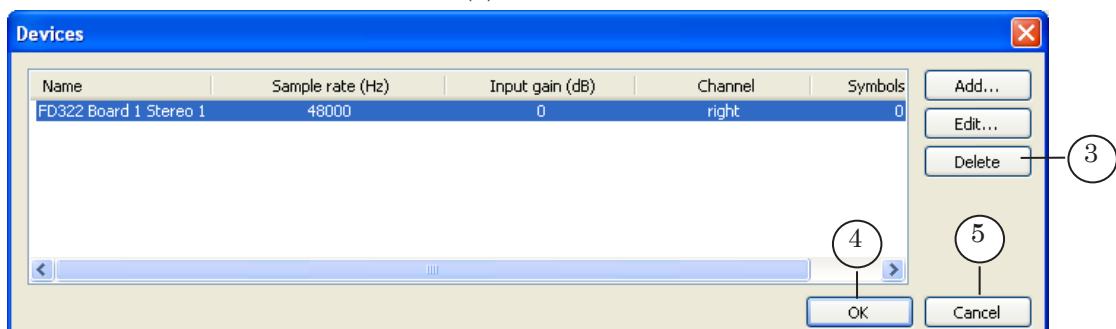 Devices
Name Sample rate (Hz) Input gain (dB) Channel Symbols Add...
FD322 Board 1 Stereo 1 48000 0 right 0
Edit...
Delete 3
4 5
OK Cancel